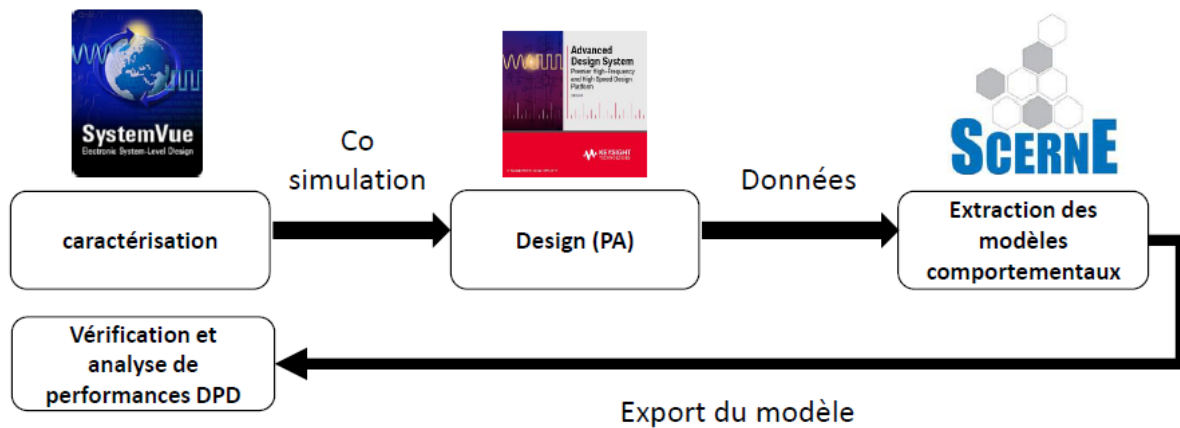 SystemVue
Electronic System-Level Design
Advanced
Design System
Premier High-Frequency
and High Speed Design
Platform
KEYSIGHT
TECHNOLOGIES
SCERNE
Co
simulation
Données
caractérisation
Design (PA)
Extraction des
modèles
comportementaux
Vérification et
analyse de
performances DPD
Export du modèle